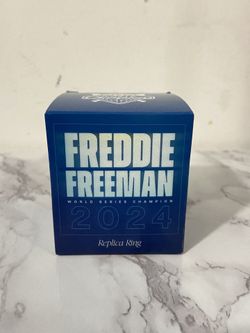 FREDDIE
FREEMAN
WORLD SERIES CHAMPION
2024
Replica Ring